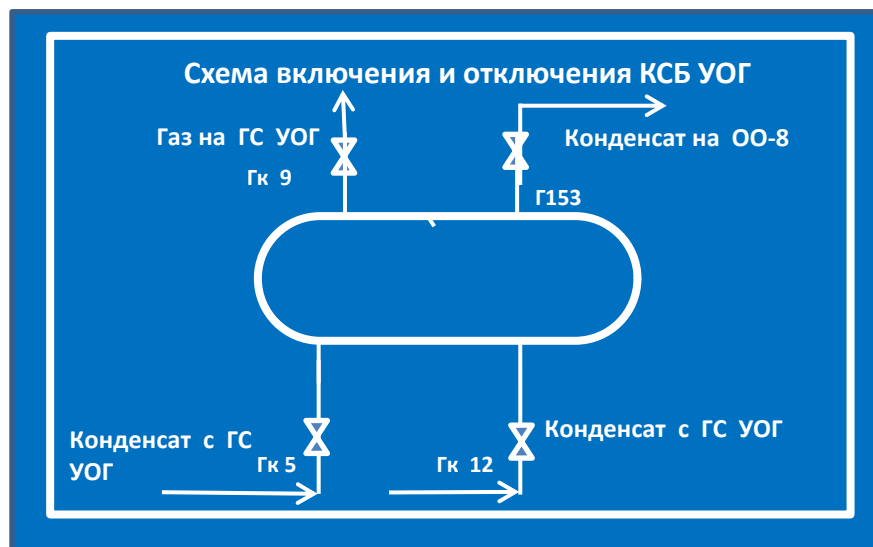 Схема включения и отключения КСБ УОГ
Газ на ГС УОГ
Конденсат на ОО-8
Гк 9
Г153
Конденсат с ГС
УОГ
Конденсат с ГС УОГ
Гк 5
Гк 12